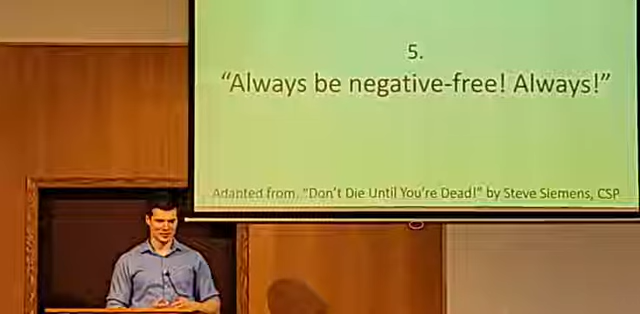 5.
“Always be negative-free! Always!”
Adapted from, “Don’t Die Until You’re Dead!” by Steve Siemens, CSP